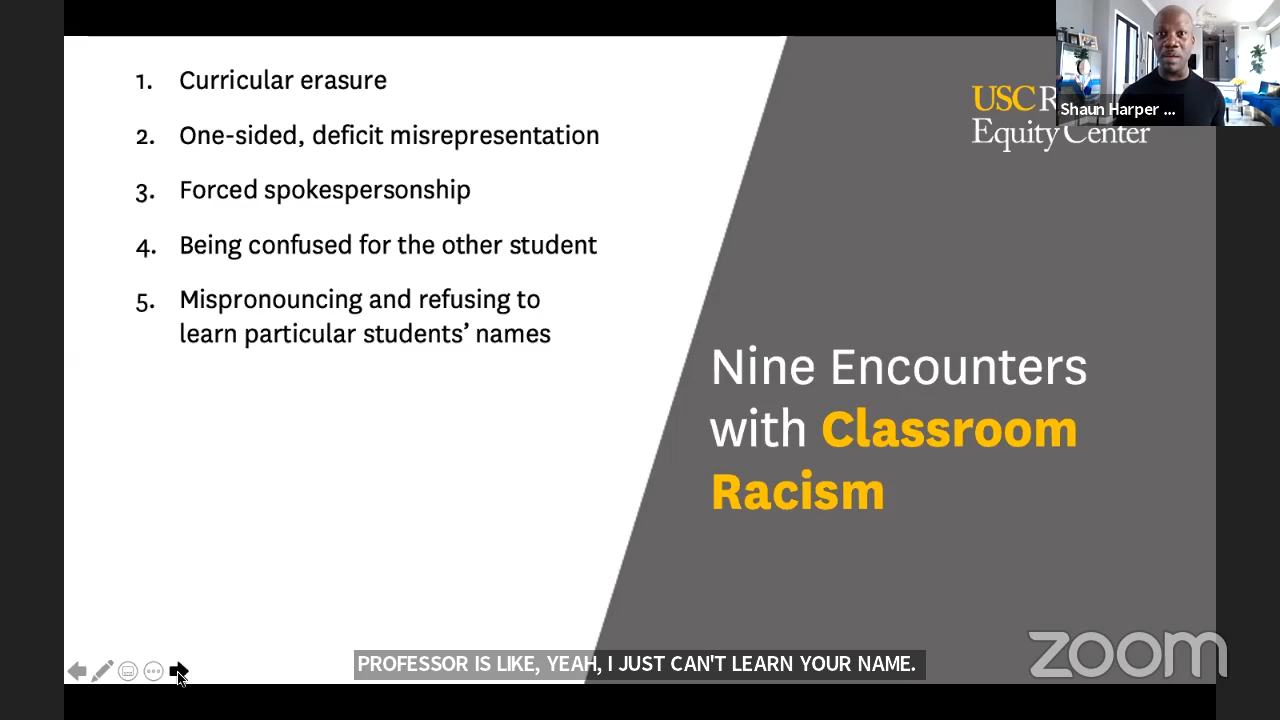 1. Curricular erasure
2. One-sided, deficit misrepresentation
3. Forced spokespersonship
4. Being confused for the other student
5. Mispronouncing and refusing to
learn particular students’ names
USC R
Equity Center
Shaun Harper ...
Nine Encounters
with Classroom
Racism
zoom
PROFESSOR IS LIKE, YEAH, I JUST CAN'T LEARN YOUR NAME.